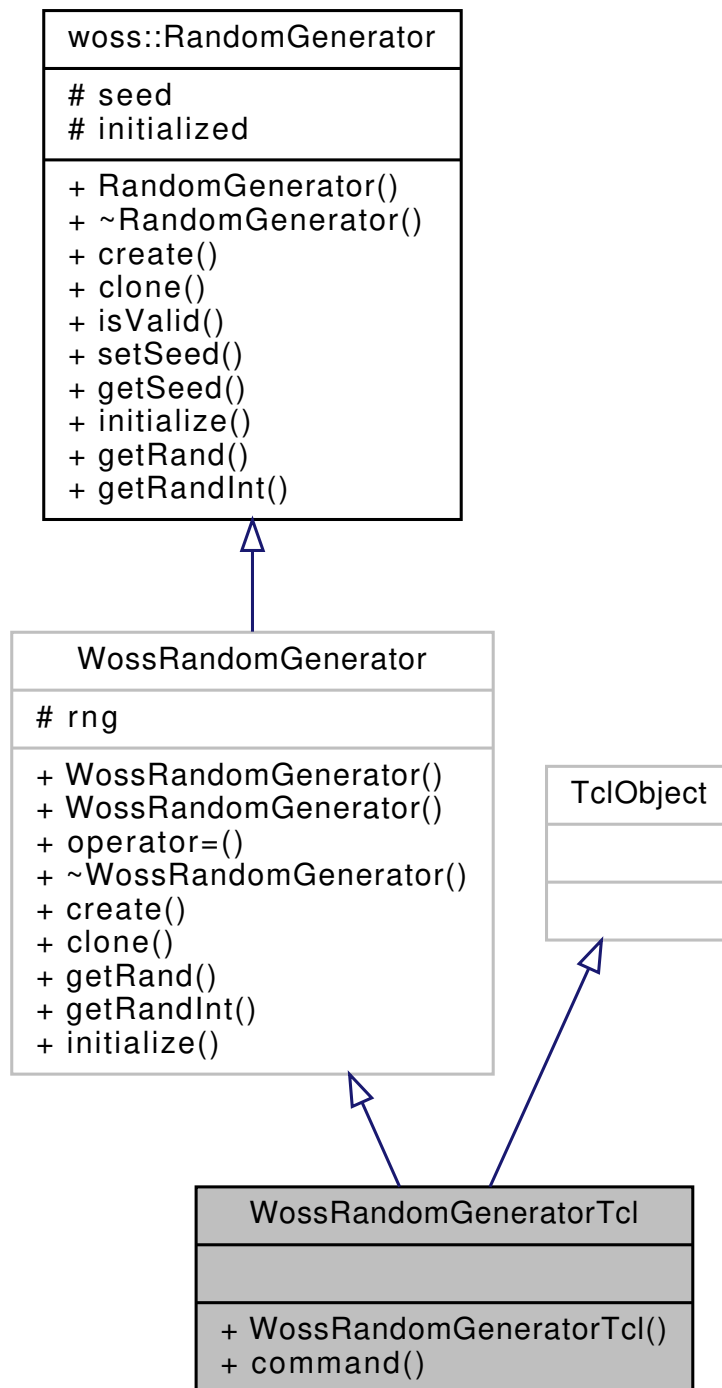 woss::RandomGenerator
# seed
# initialized
+ RandomGenerator()
+ ~RandomGenerator()
+ create()
+ clone()
+ isValid()
+ setSeed()
+ getSeed()
+ initialize()
+ getRand()
+ getRandInt()
WossRandomGenerator
# rng
+ WossRandomGenerator()
+ WossRandomGenerator()
+ operator=()
+ ~WossRandomGenerator()
+ create()
+ clone()
+ getRand()
+ getRandInt()
+ initialize()
TclObject
WossRandomGeneratorTcl
+ WossRandomGeneratorTcl()
+ command()